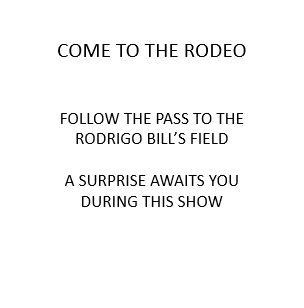 COME TO THE RODEO
FOLLOW THE PASS TO THE
RODRIGO BILL'S FIELD
A SURPRISE AWAITS YOU
DURING THIS SHOW